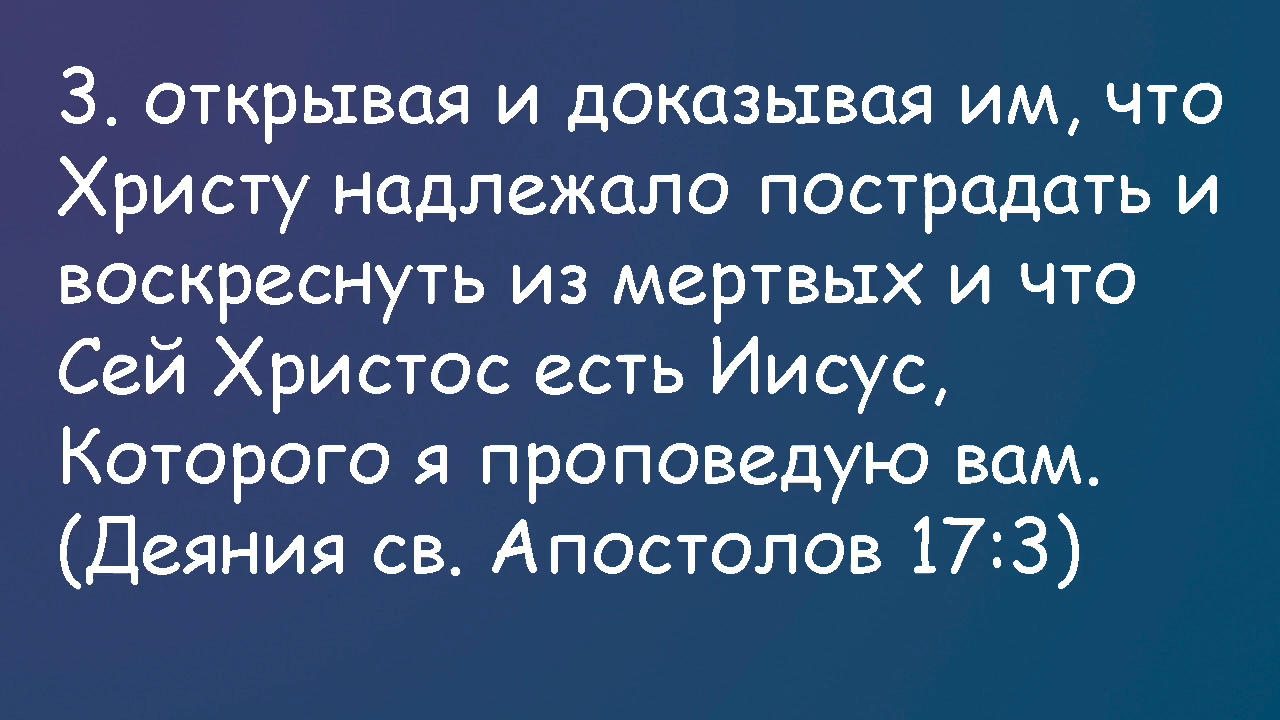 3. открывая и доказывая им, что
Христу надлежало пострадать и
воскреснуть из мертвых и что
Сей Христос есть Иисус,
Которого я проповедую вам.
(Деяния св. Апостолов 17:3)